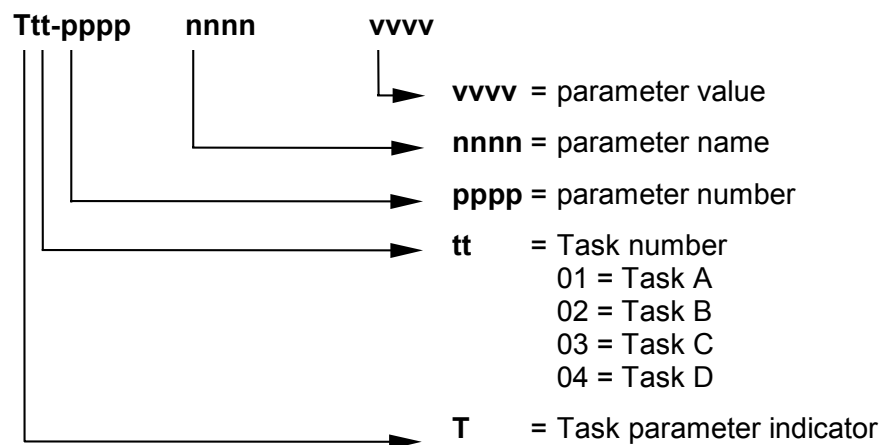 Ttt-pppp nnnn vvvv
vvvv = parameter value
nnnn = parameter name
pppp = parameter number
tt = Task number
01 = Task A
02 = Task B
03 = Task C
04 = Task D
T = Task parameter indicator